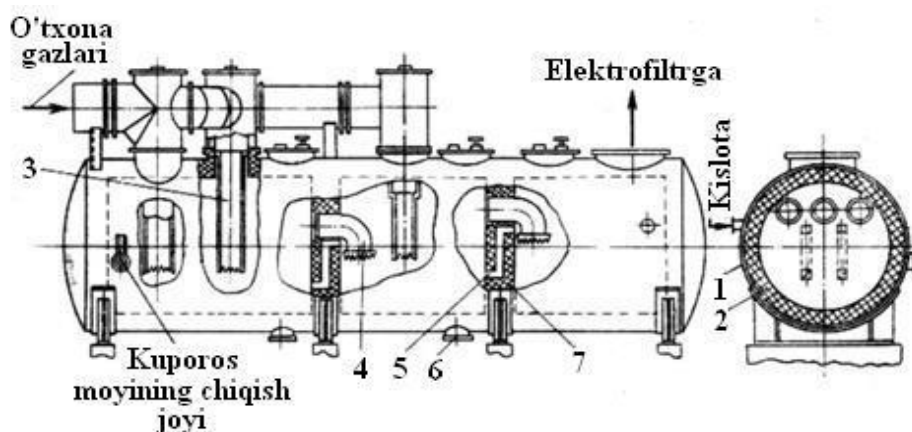 O'txona
gazlari
Elektrofiltrga
Kislota
3
1
2
4
5
6
7
Kuporos
moyining chiqish
joyi